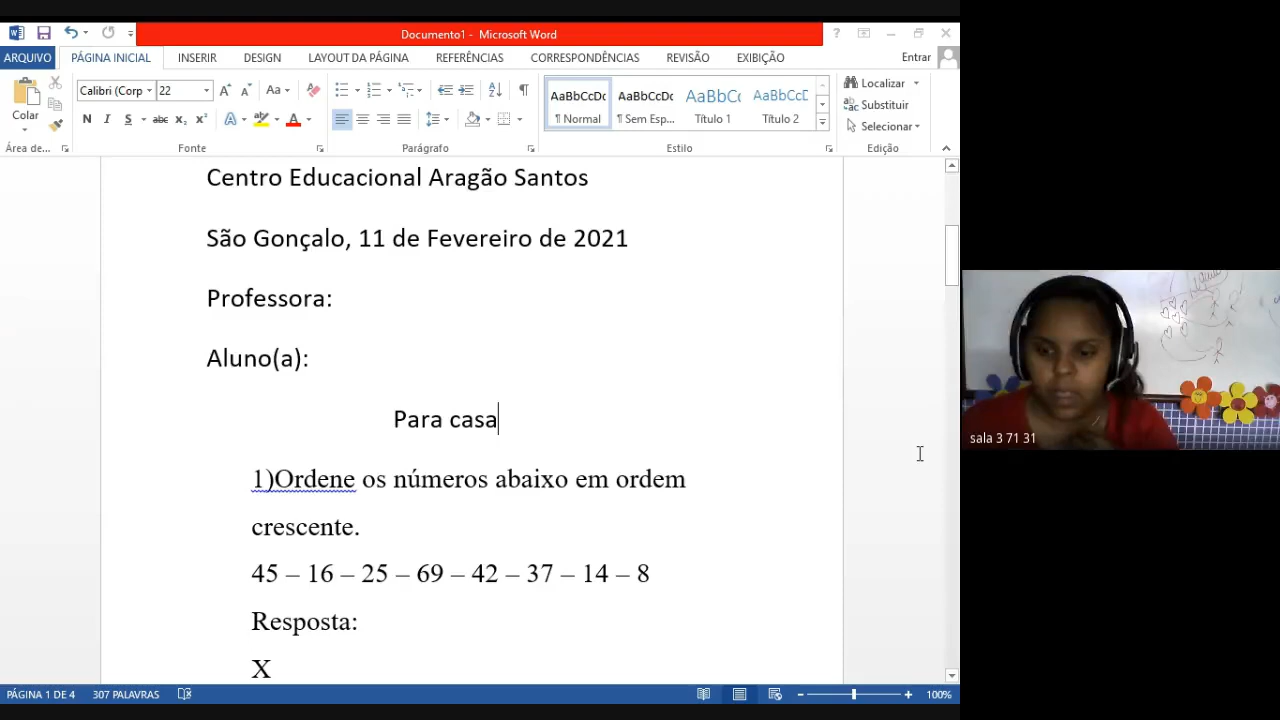 Documento1 - Microsoft Word
ARQUIVO PÁGINA INICIAL INSERIR DESIGN LAYOUT DA PÁGINA REFERÊNCIAS CORRESPONDÊNCIAS REVISÃO EXIBIÇÃO Entrar
Colar
Calibri (Corp 22
AaBbCcDc AaBbCcDc AaBbC AaBbCcC
¶ Normal ¶ Sem Esp... Título 1 Título 2
Localizar
Substituir
Selecionar
Área de... Fonte Parágrafo Estilo Edição
Centro Educacional Aragão Santos
São Gonçalo, 11 de Fevereiro de 2021
Professora:
Aluno(a):
Para casa
1)Ordene os números abaixo em ordem
crescente.
45 – 16 – 25 – 69 – 42 – 37 – 14 – 8
Resposta:
X
sala 3 71 31
PÁGINA 1 DE 4 307 PALAVRAS 100%